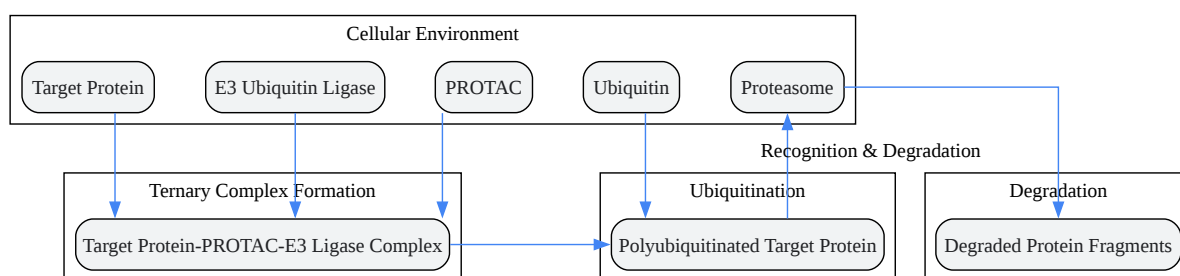 Cellular Environment
Target Protein
E3 Ubiquitin Ligase
PROTAC
Ubiquitin
Proteasome
Recognition & Degradation
Ternary Complex Formation
Ubiquitination
Degradation
Target Protein-PROTAC-E3 Ligase Complex
Polyubiquitinated Target Protein
Degraded Protein Fragments